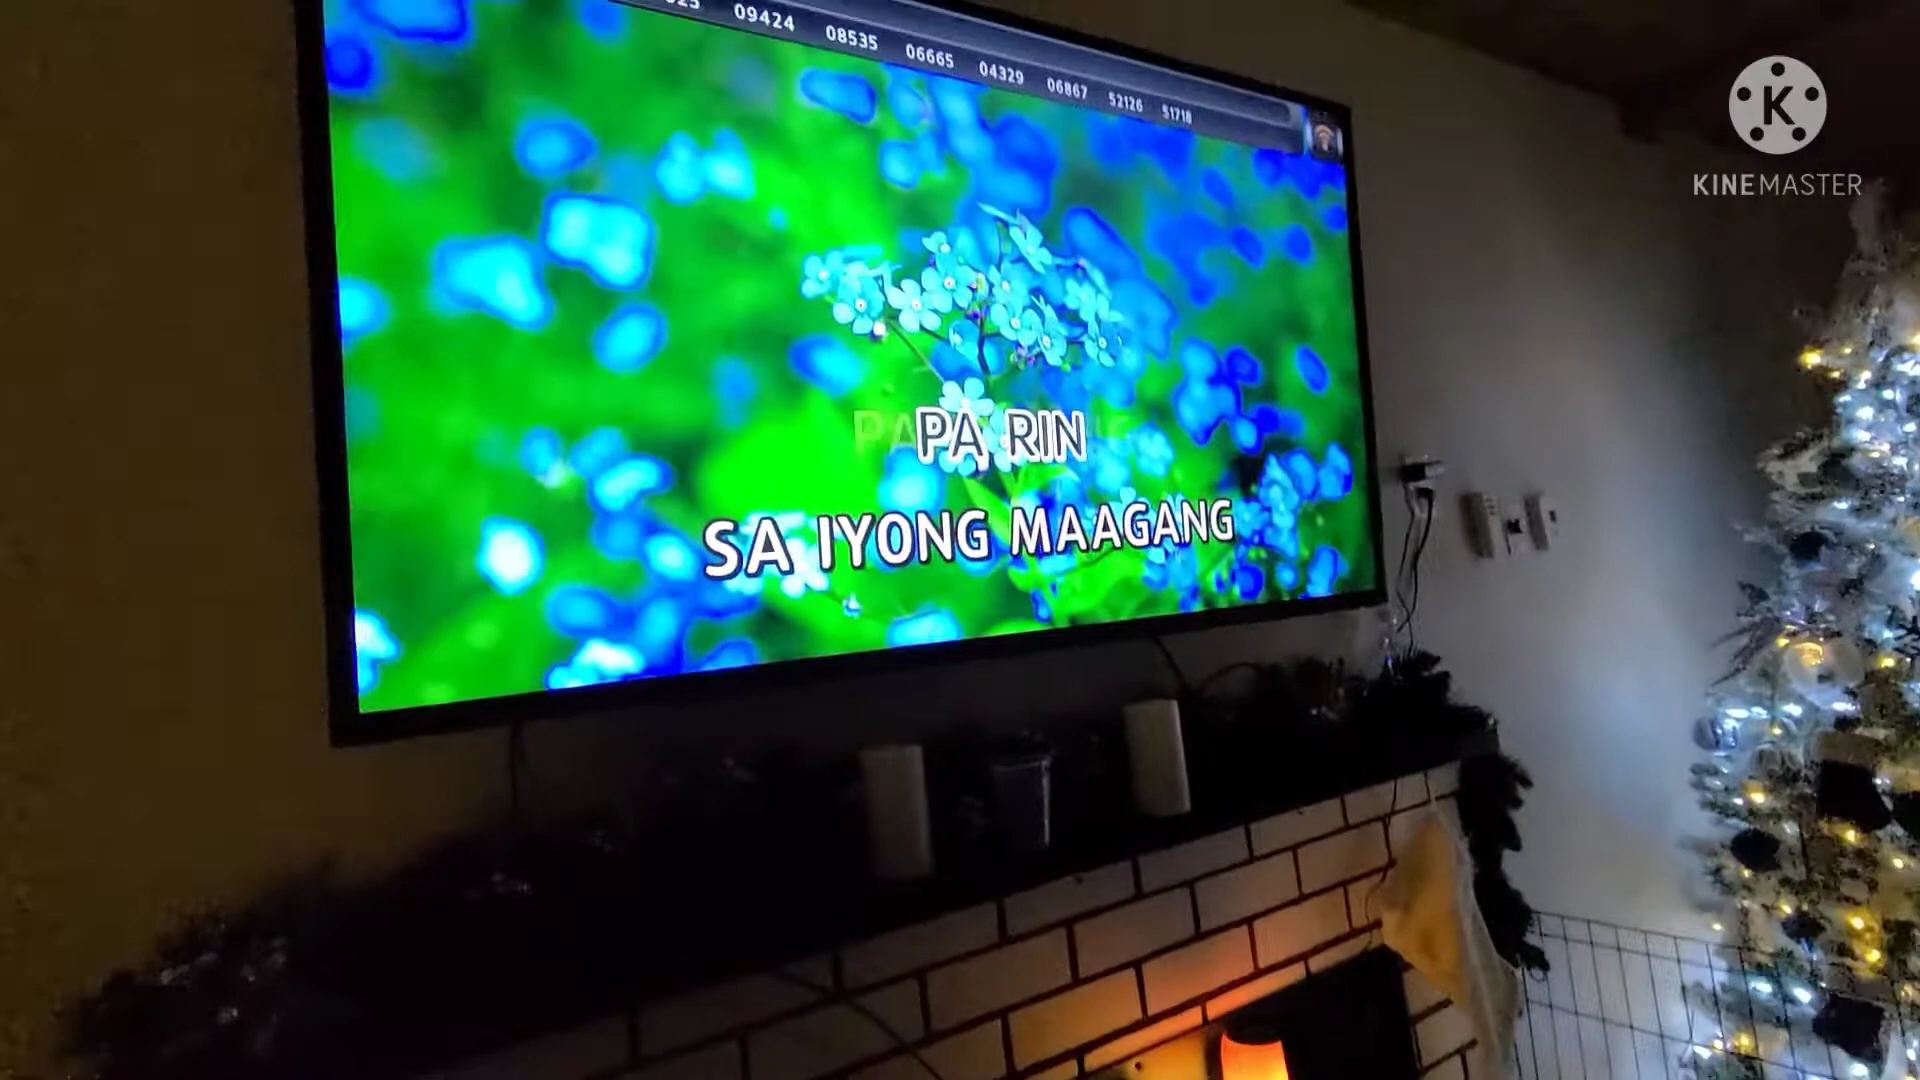 09424 08535 06665 04329 06867 52126 51718
K
KINEMASTER
PA RIN
SA IYONG MAAGANG